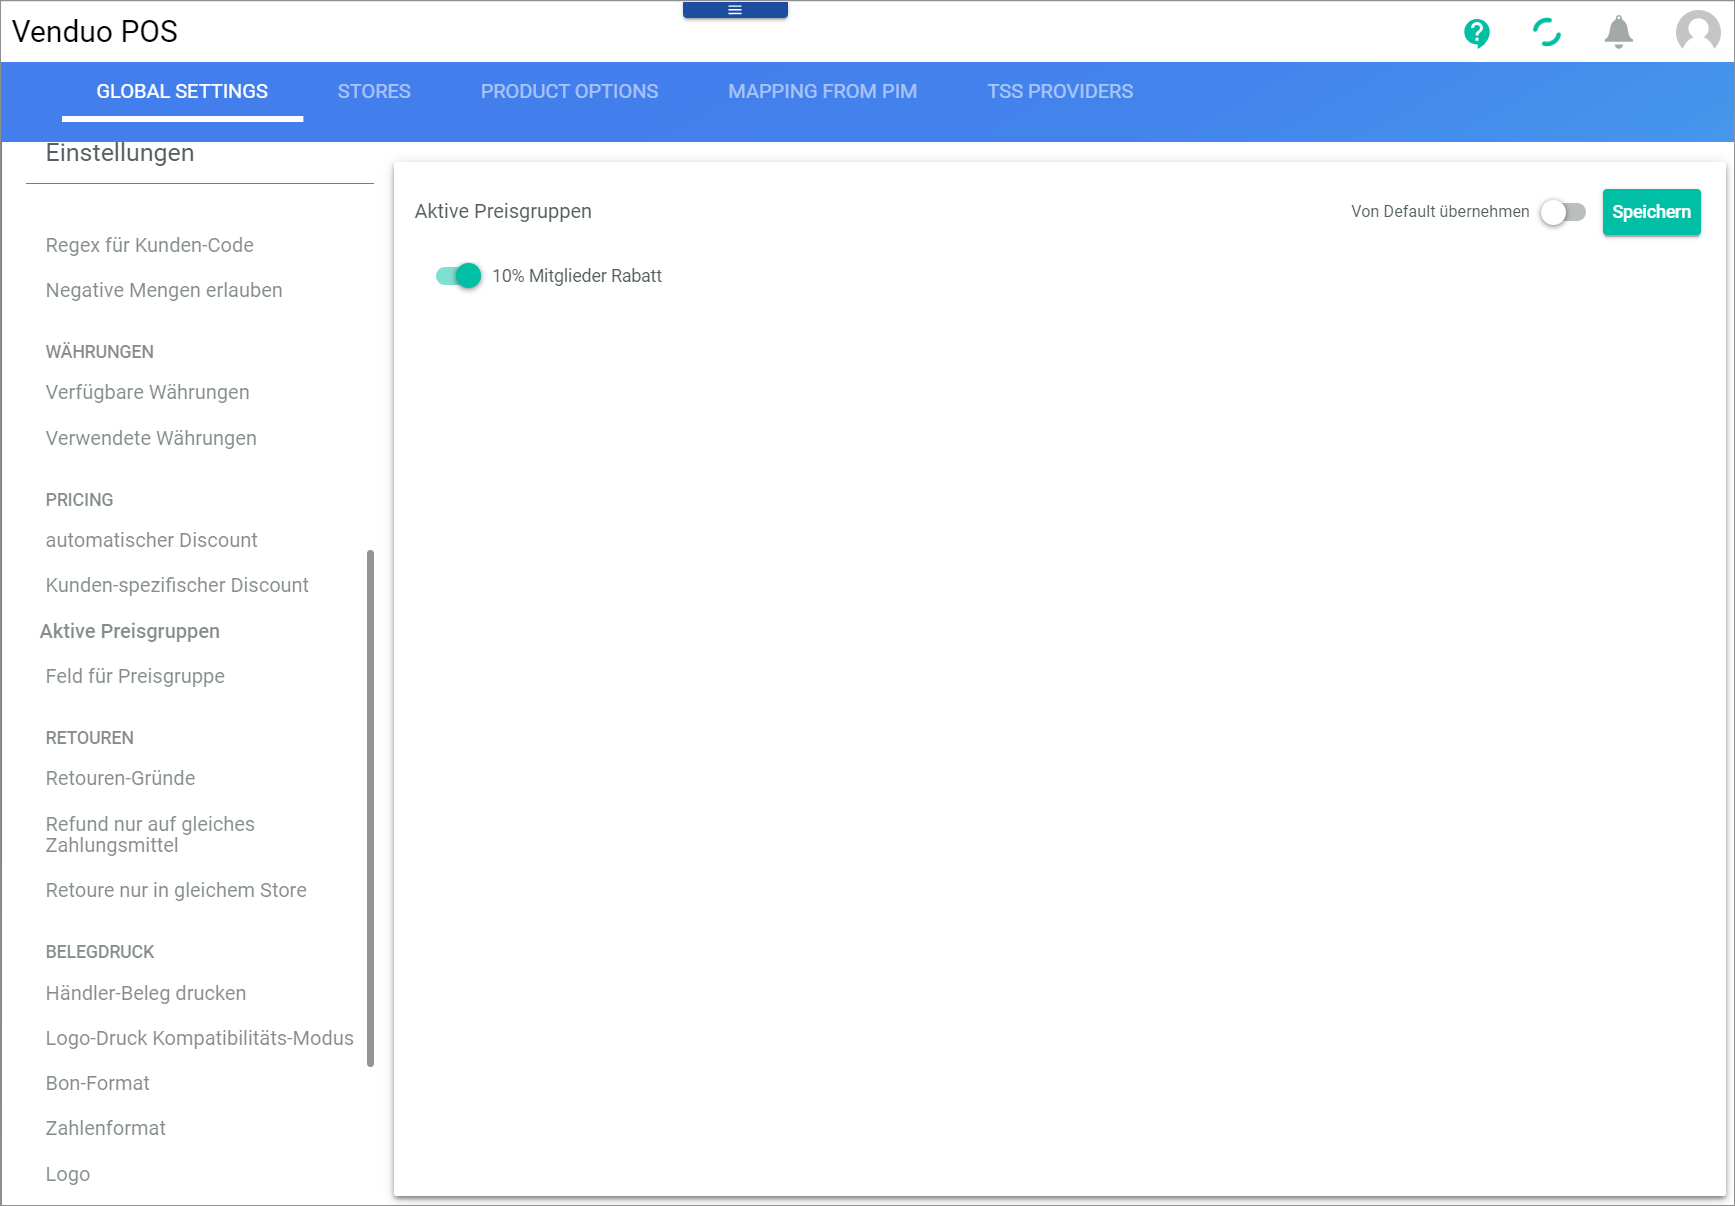 Venduo POS
GLOBAL SETTINGS
STORES
PRODUCT OPTIONS
MAPPING FROM PIM
TSS PROVIDERS
Einstellungen
Regex für Kunden-Code
Negative Mengen erlauben
WÄHRUNGEN
Verfügbare Währungen
Verwendete Währungen
PRICING
automatischer Discount
Kunden-spezifischer Discount
Aktive Preisgruppen
Feld für Preisgruppe
RETOUREN
Retouren-Gründe
Refund nur auf gleiches
Zahlungsmittel
Retoure nur in gleichem Store
BELEGDRUCK
Händler-Beleg drucken
Logo-Druck Kompatibilitäts-Modus
Bon-Format
Zahlenformat
Logo
Aktive Preisgruppen
Von Default übernehmen
Speichern
10% Mitglieder Rabatt